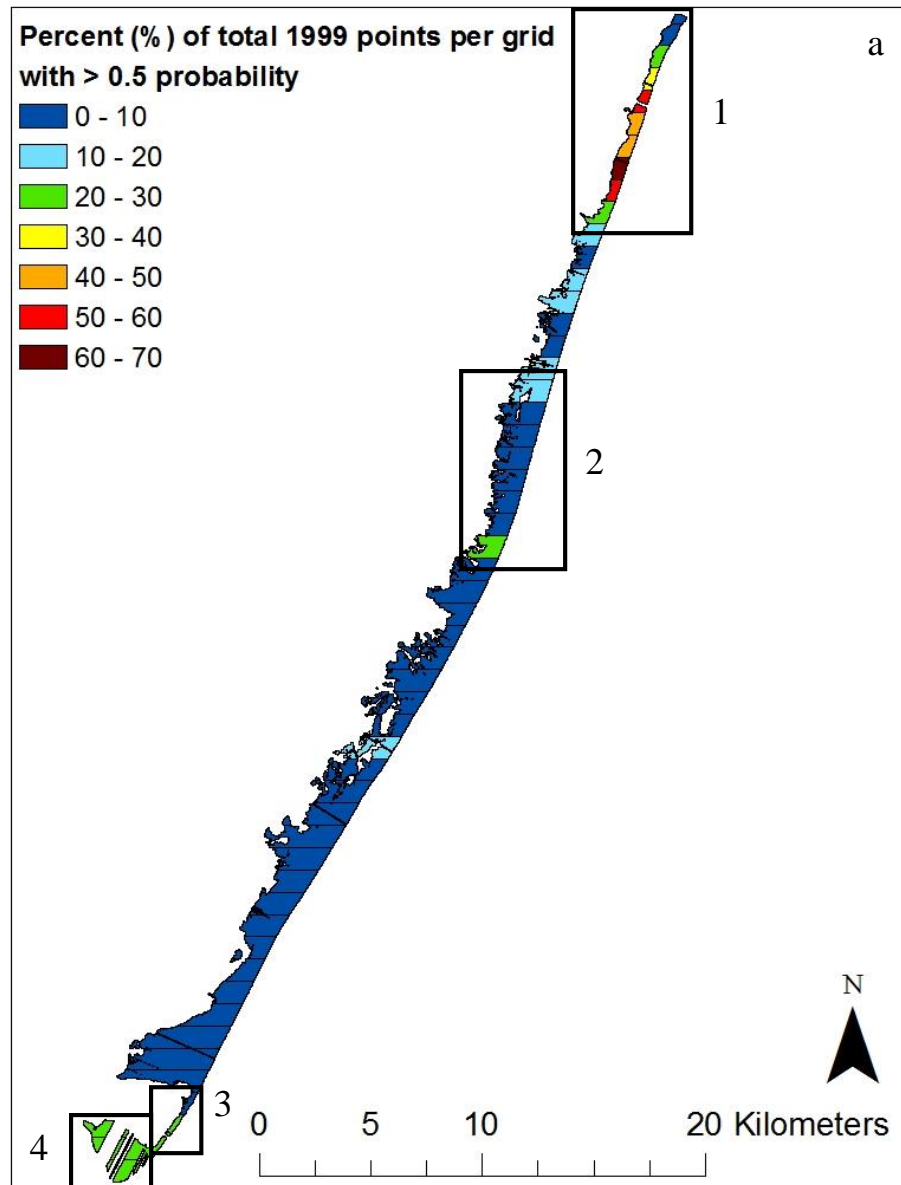 Percent (%) of total 1999 points per grid
with > 0.5 probability
0 - 10
10 - 20
20 - 30
30 - 40
40 - 50
50 - 60
60 - 70
a
1
2
3
4
N
0 5 10 20 Kilometers